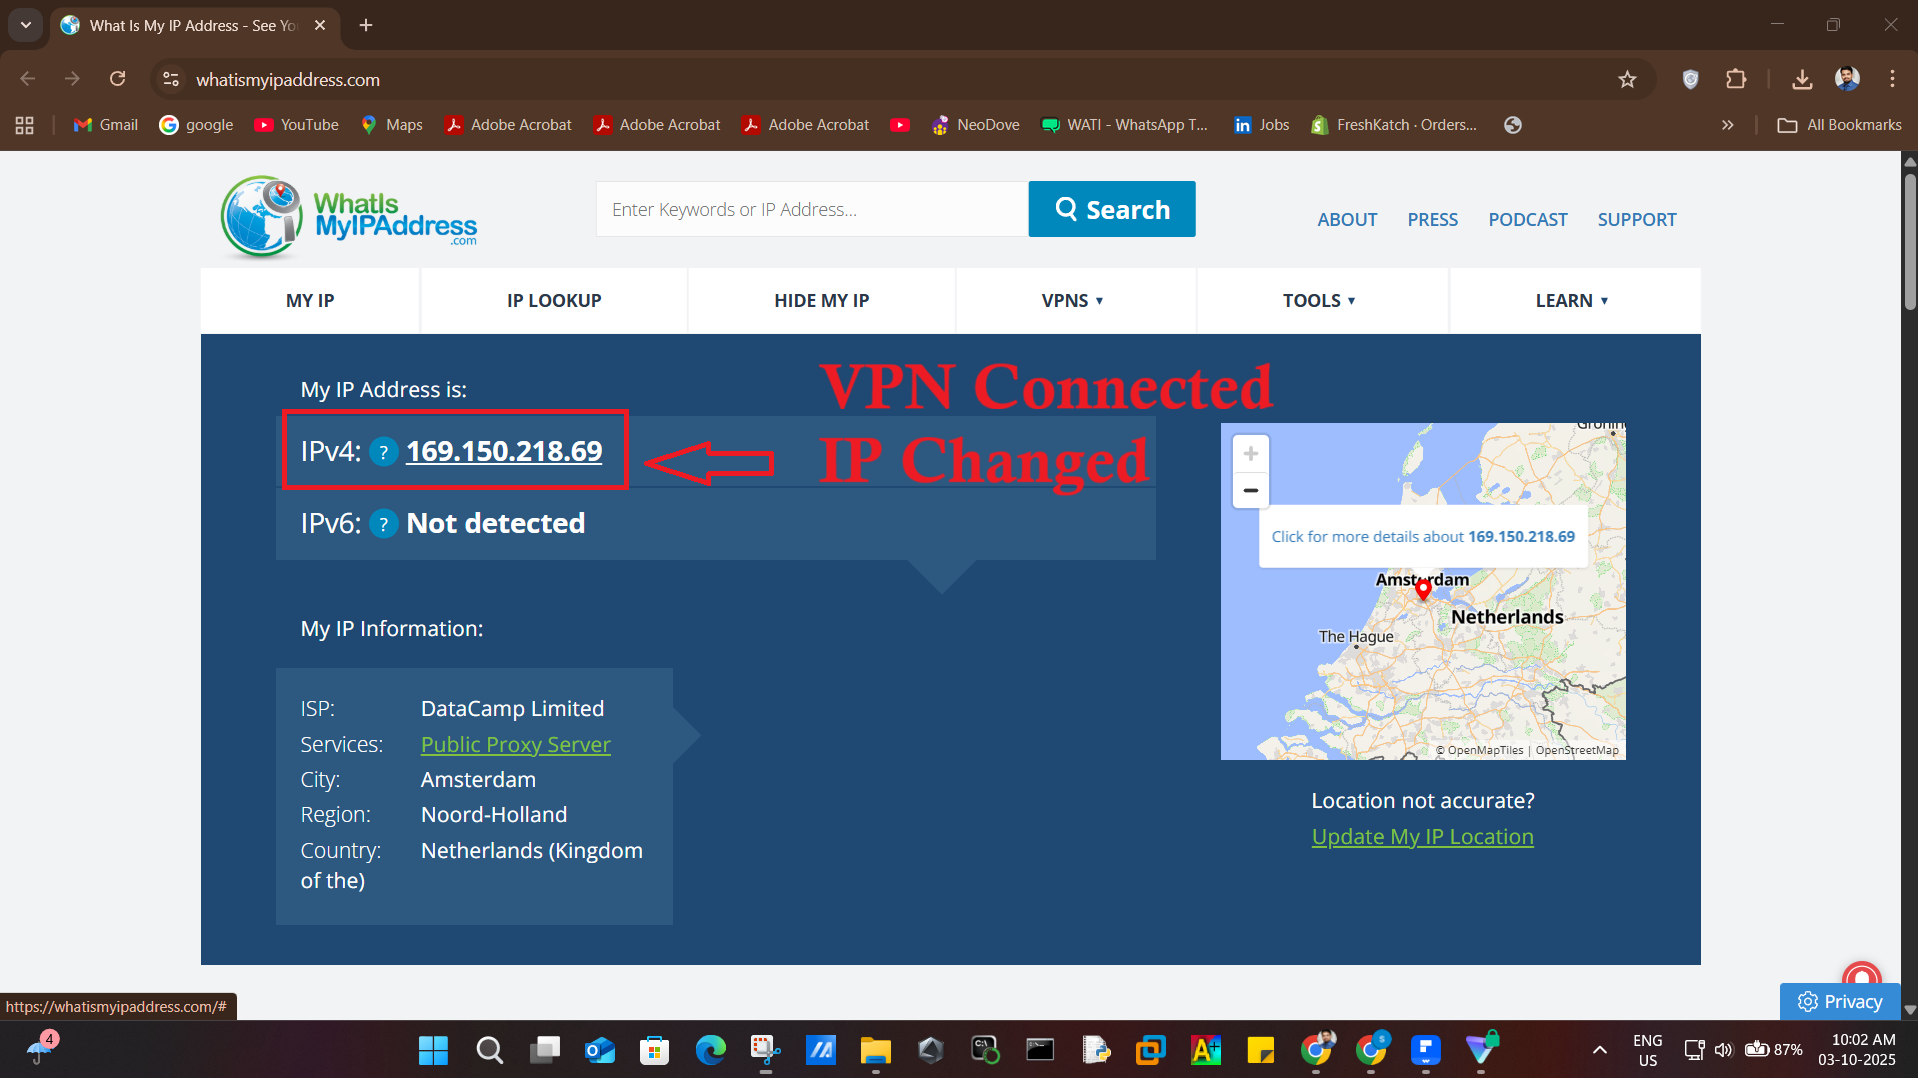 What Is My IP Address - See Yo
whatismyipaddress.com
Gmail
google
YouTube
Maps
Adobe Acrobat
Adobe Acrobat
Adobe Acrobat
NeoDove
WATI - WhatsApp T...
Jobs
FreshKatch · Orders...
All Bookmarks
WhatIs
MyIPAddress
.com
Enter Keywords or IP Address...
Search
ABOUT
PRESS
PODCAST
SUPPORT
MY IP
IP LOOKUP
HIDE MY IP
VPNS
TOOLS
LEARN
My IP Address is:
VPN Connected
IPv4: ? 169.150.218.69
IP Changed
IPv6: ? Not detected
My IP Information:
ISP: DataCamp Limited
Services: Public Proxy Server
City: Amsterdam
Region: Noord-Holland
Country: Netherlands (Kingdom
of the)
+
−
Click for more details about 169.150.218.69
Amsterdam
Netherlands
The Hague
© OpenMapTiles | OpenStreetMap
Location not accurate?
Update My IP Location
https://whatismyipaddress.com/#
Privacy
4
ENG
US
87%
10:02 AM
03-10-2025